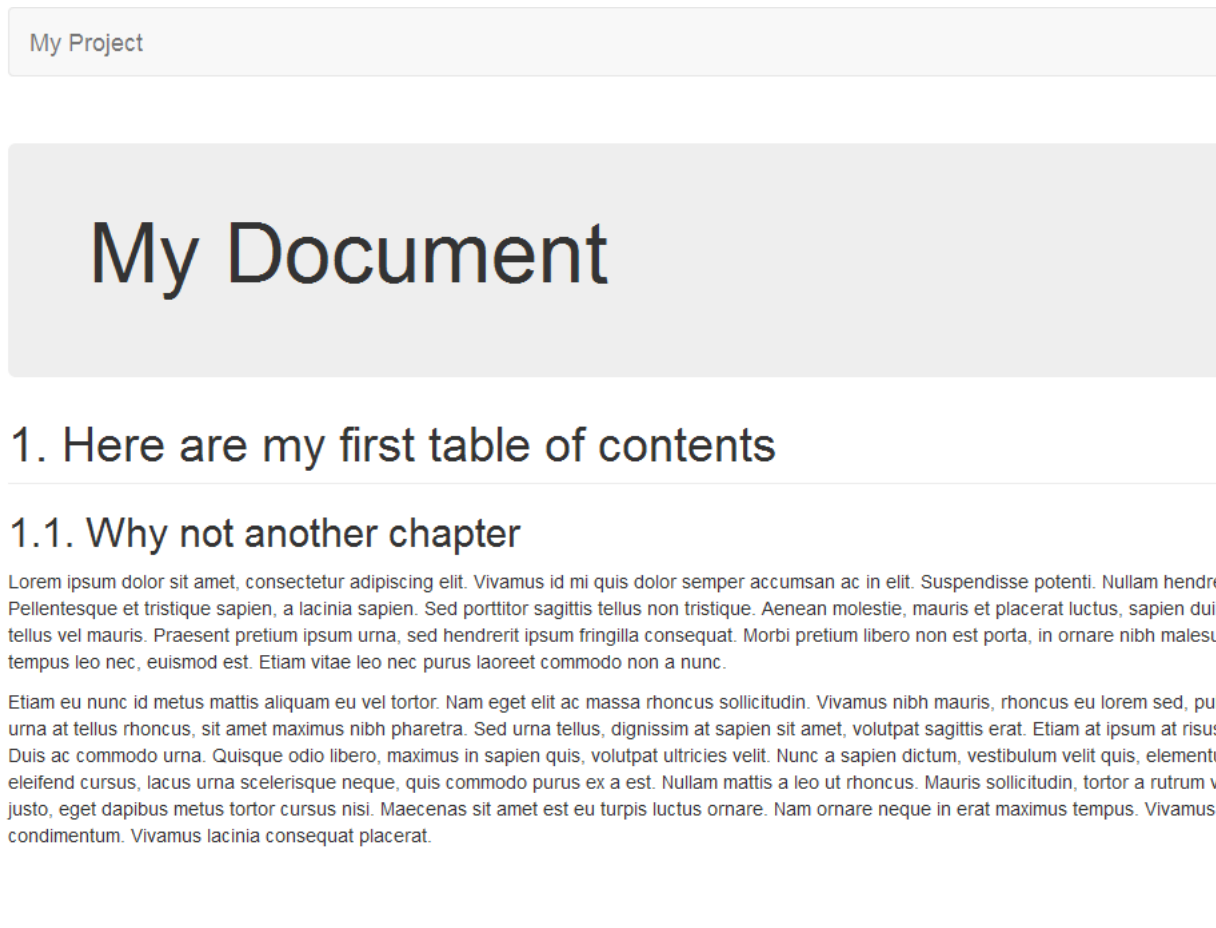 My Project
My Document
1. Here are my first table of contents
1.1. Why not another chapter
Lorem ipsum dolor sit amet, consectetur adipiscing elit. Vivamus id mi quis dolor semper accumsan ac in elit. Suspendisse potenti. Nullam hendre
Pellentesque et tristique sapien, a lacinia sapien. Sed porttitor sagittis tellus non tristique. Aenean molestie, mauris et placerat luctus, sapien dui
tellus vel mauris. Praesent pretium ipsum urna, sed hendrerit ipsum fringilla consequat. Morbi pretium libero non est porta, in ornare nibh malesu
tempus leo nec, euismod est. Etiam vitae leo nec purus laoreet commodo non a nunc.
Etiam eu nunc id metus mattis aliquam eu vel tortor. Nam eget elit ac massa rhoncus sollicitudin. Vivamus nibh mauris, rhoncus eu lorem sed, pu
urna at tellus rhoncus, sit amet maximus nibh pharetra. Sed urna tellus, dignissim at sapien sit amet, volutpat sagittis erat. Etiam at ipsum at risus
Duis ac commodo urna. Quisque odio libero, maximus in sapien quis, volutpat ultricies velit. Nunc a sapien dictum, vestibulum velit quis, elementu
eleifend cursus, lacus urna scelerisque neque, quis commodo purus ex a est. Nullam mattis a leo ut rhoncus. Mauris sollicitudin, tortor a rutrum v
justo, eget dapibus metus tortor cursus nisi. Maecenas sit amet est eu turpis luctus ornare. Nam ornare neque in erat maximus tempus. Vivamus
condimentum. Vivamus lacinia consequat placerat.